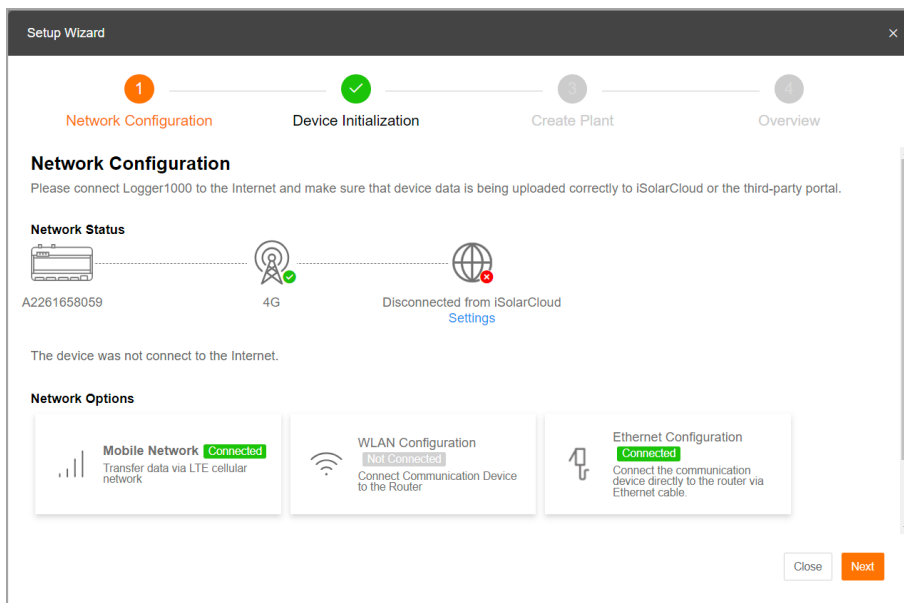 Setup Wizard
×
1
3
4
Network Configuration
Device Initialization
Create Plant
Overview
Network Configuration
Please connect Logger1000 to the Internet and make sure that device data is being uploaded correctly to iSolarCloud or the third-party portal.
Network Status
A2261658059
4G
Disconnected from iSolarCloud
Settings
The device was not connect to the Internet.
Network Options
Mobile Network Connected
Transfer data via LTE cellular
network
WLAN Configuration
Not Connected
Connect Communication Device
to the Router
Ethernet Configuration
Connected
Connect the communication
device directly to the router via
Ethernet cable.
Close
Next